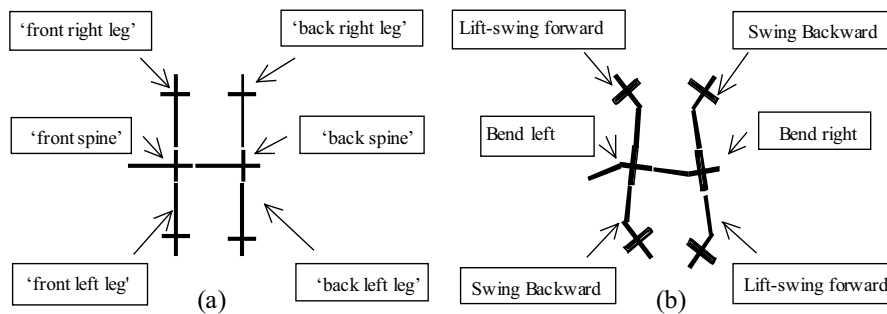 ‘front right leg’
‘back right leg’
‘front spine’
‘back spine’
‘front left leg'
‘back left leg’
(a)
Lift-swing forward
Swing Backward
Bend left
Bend right
Swing Backward
Lift-swing forward
(b)